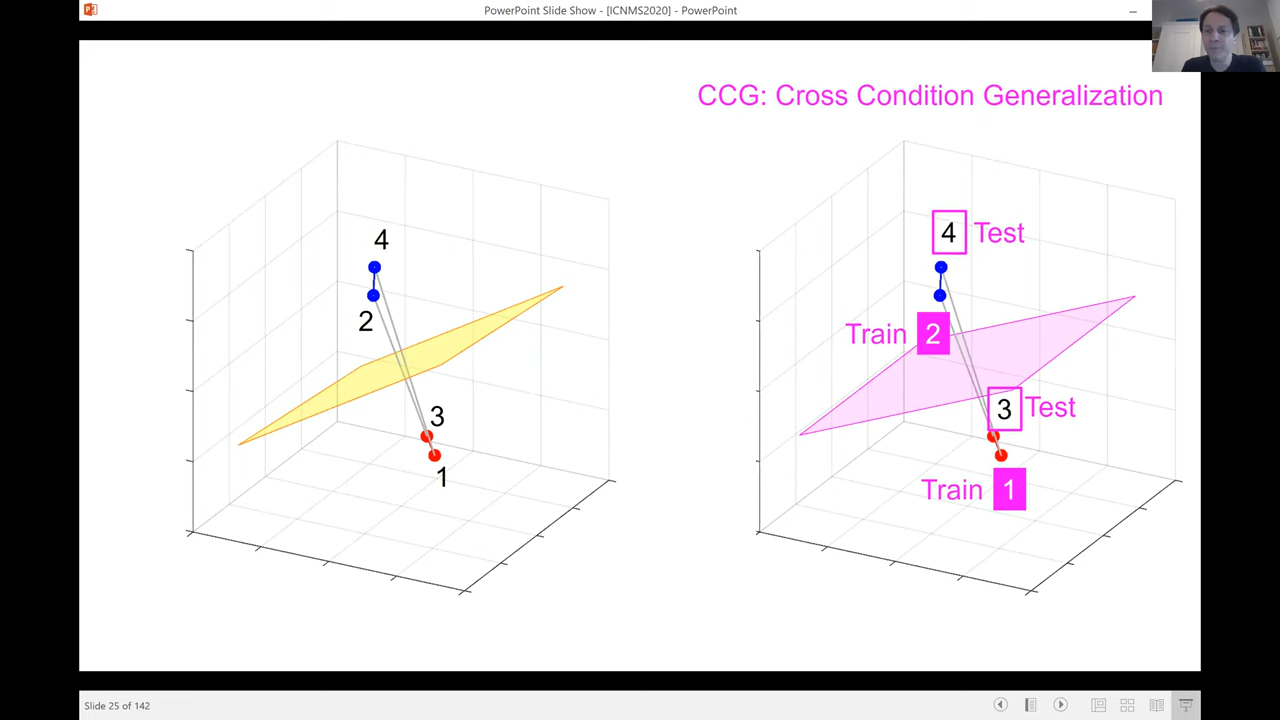 PowerPoint Slide Show - [ICNMS2020] - PowerPoint
CCG: Cross Condition Generalization
4
2
3
1
4 Test
Train 2
3 Test
Train 1
Slide 25 of 142